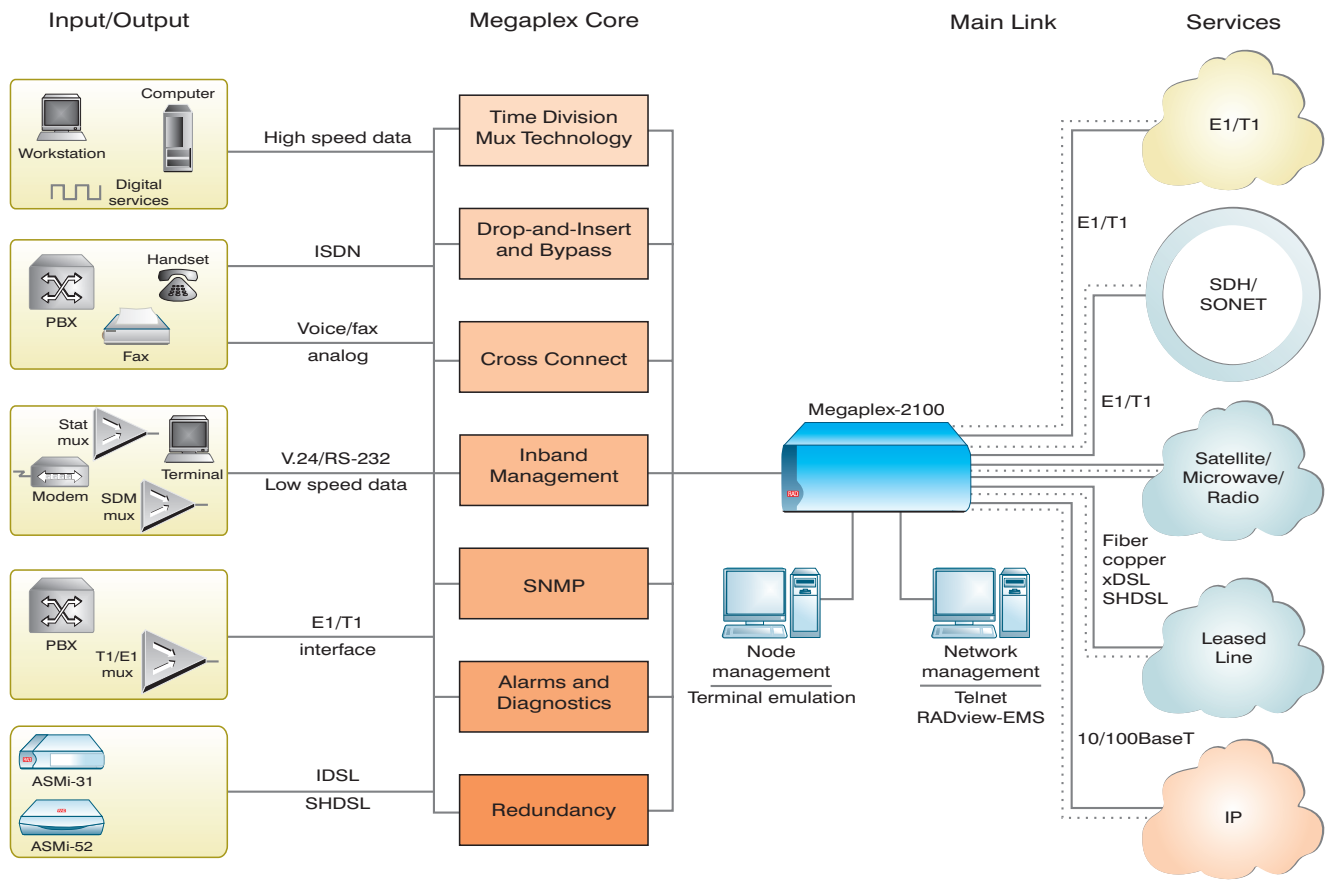 Input/Output
Megaplex Core
Main Link
Services
Computer
Workstation
Digital
services
High speed data
PBX
Handset
Fax
ISDN
Voice/fax
analog
Stat
mux
Terminal
Modem
SDM
mux
V.24/RS-232
Low speed data
PBX
T1/E1
mux
E1/T1
interface
RAD
ASMi-31
ASMi-52
IDSL
SHDSL
Time Division
Mux Technology
Drop-and-Insert
and Bypass
Cross Connect
Inband
Management
SNMP
Alarms and
Diagnostics
Redundancy
Megaplex-2100
RAD
Node
management
Terminal emulation
Network
management
Telnet
RADview-EMS
E1/T1
E1/T1
Fiber
copper
xDSL
SHDSL
10/100BaseT
E1/T1
SDH/
SONET
Satellite/
Microwave/
Radio
Leased
Line
IP